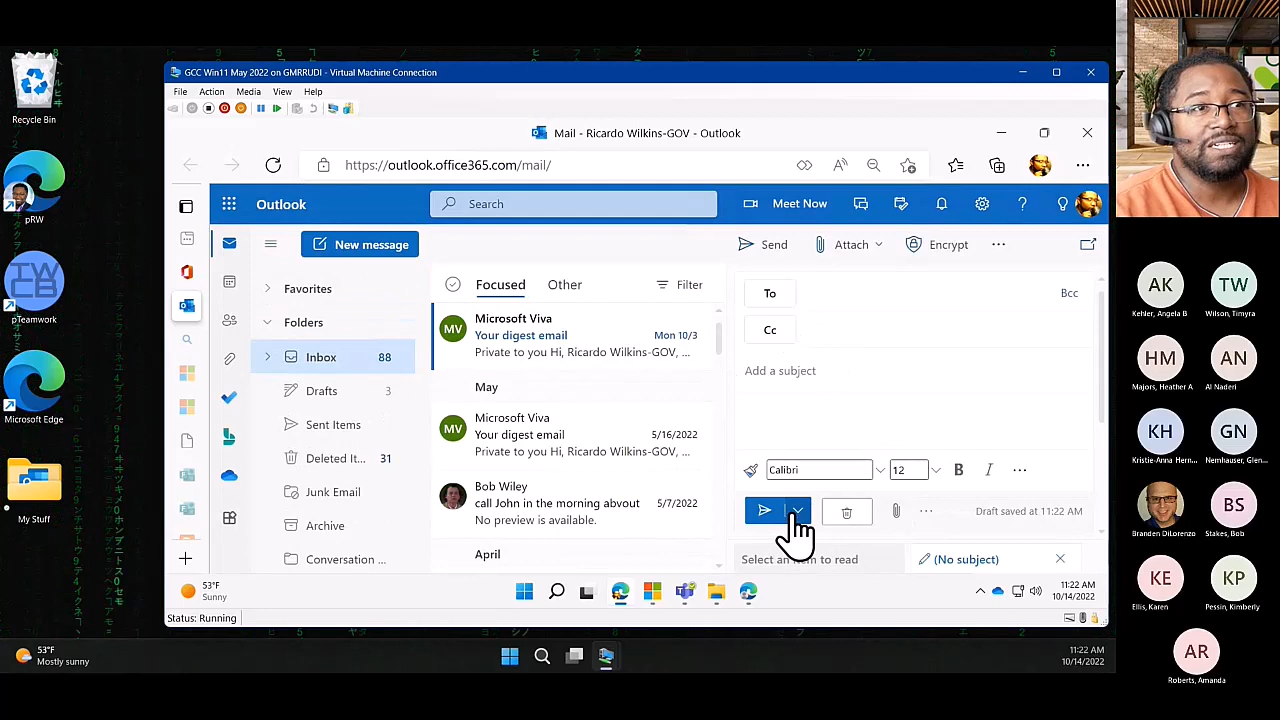 GCC Win11 May 2022 on GMRRUDI - Virtual Machine Connection
File Action Media View Help
Mail - Ricardo Wilkins-GOV - Outlook
https://outlook.office365.com/mail/
Outlook
Search
Meet Now
New message
Send
Attach
Encrypt
Favorites
Folders
Inbox 88
Drafts 3
Sent Items
Deleted It... 31
Junk Email
Archive
Conversation ...
Focused
Other
Filter
MV
Microsoft Viva
Your digest email Mon 10/3
Private to you Hi, Ricardo Wilkins-GOV, ...
May
MV
Microsoft Viva
Your digest email 5/16/2022
Private to you Hi, Ricardo Wilkins-GOV, ...
Bob Wiley
call John in the morning abvout 5/7/2022
No preview is available.
April
To
Bcc
Cc
Add a subject
Calibri
12
B
I
Draft saved at 11:22 AM
Select an item to read
(No subject)
53°F
Sunny
11:22 AM
10/14/2022
Status: Running
Recycle Bin
pRW
TW
CB
pTeamwork
Microsoft Edge
My Stuff
53°F
Mostly sunny
11:22 AM
10/14/2022
AK
Kehler, Angela B
TW
Wilson, Timyra
HM
Majors, Heather A
AN
Al Naderi
KH
Kristie-Anna Hern...
GN
Nemhauser, Glen...
Branden DiLorenzo
BS
Stakes, Bob
KE
Ellis, Karen
KP
Pessin, Kimberly
AR
Roberts, Amanda